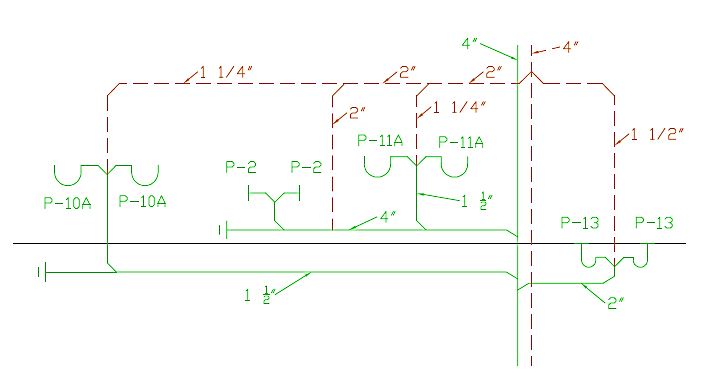 4"
4"
1 1/4"
2"
2"
2"
1 1/4"
1 1/2"
P-11A
P-11A
P-2
P-2
P-10A
P-10A
1 1/2"
4"
P-13
P-13
1 1/2"
2"